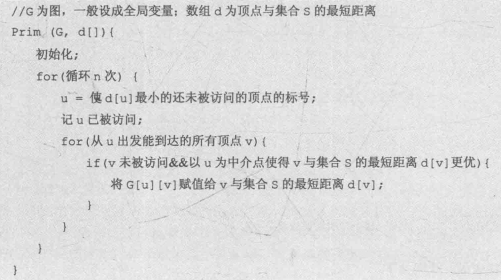 //G 为图，一般设成全局变量；数组 d 为顶点与集合 S 的最短距离
Prim (G, d[]){
初始化;
for(循环 n 次) {
u = 使 d[u]最小的还未被访问的顶点的标号;
记 u 已被访问;
for(从 u 出发能到达的所有顶点 v){
if(v 未被访问&&以 u 为中介点使得 v 与集合 S 的最短距离 d[v]更优){
将 G[u][v]赋值给 v 与集合 S 的最短距离 d[v];
}
}
}
}